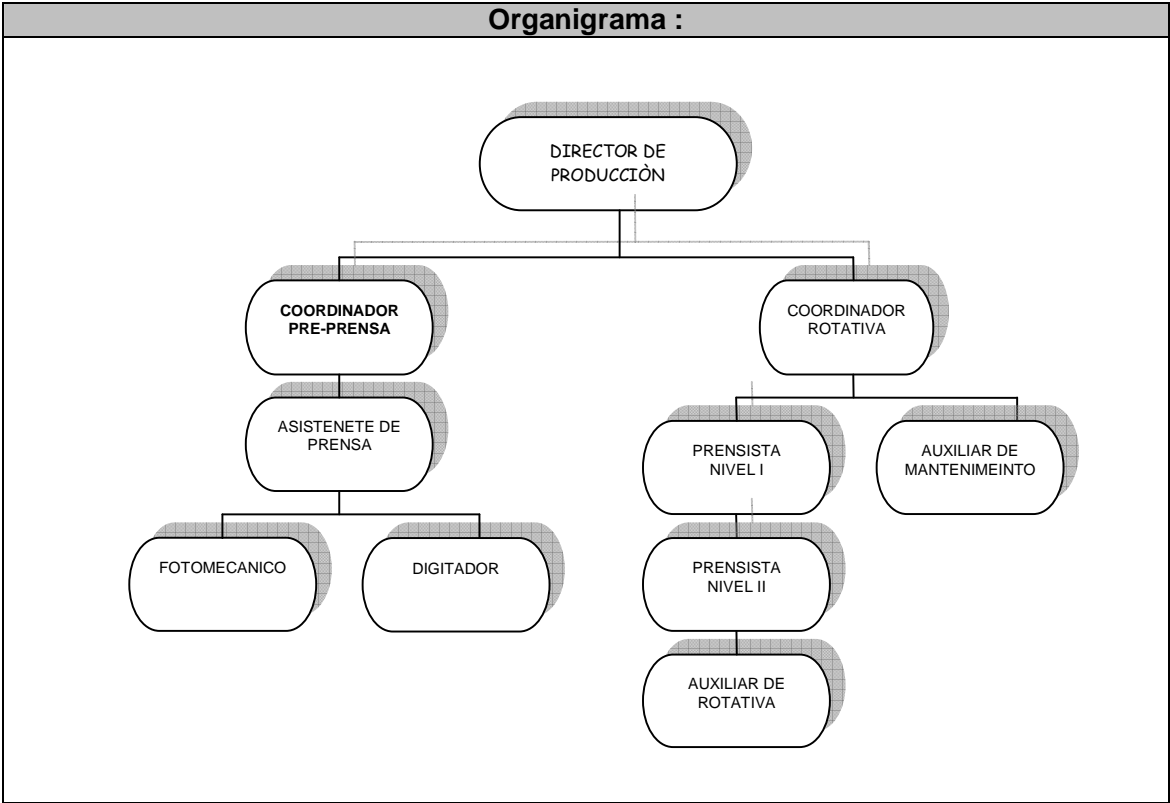 Organigrama :
DIRECTOR DE
PRODUCCIÒN
COORDINADOR
PRE-PRENSA
COORDINADOR
ROTATIVA
ASISTENETE DE
PRENSA
PRENSISTA
NIVEL I
AUXILIAR DE
MANTENIMEINTO
FOTOMECANICO
DIGITADOR
PRENSISTA
NIVEL II
AUXILIAR DE
ROTATIVA